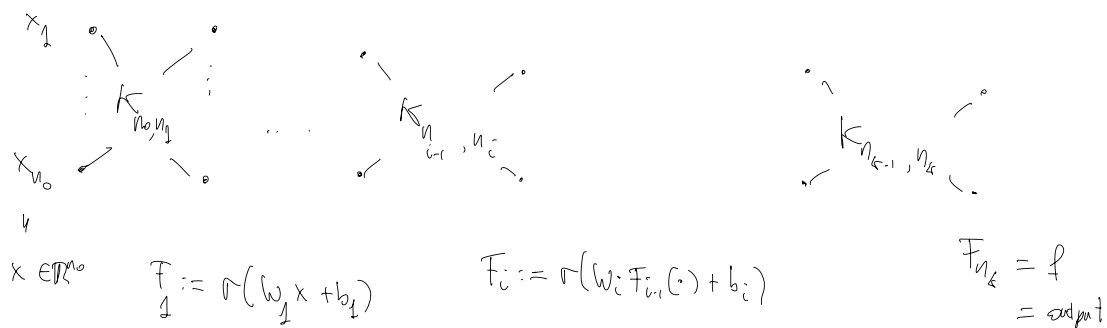 x_1
K_{n_0,n_1}
...
K_{n_{i-1},n_i}
K_{n_{k-1},n_k}
x_{n_0}
x ∈ ℝ^{n_0}
F_1 := σ(W_1 x + b_1)
F_i := σ(W_i F_{i-1}(·) + b_i)
F_{n_k} = f
= output